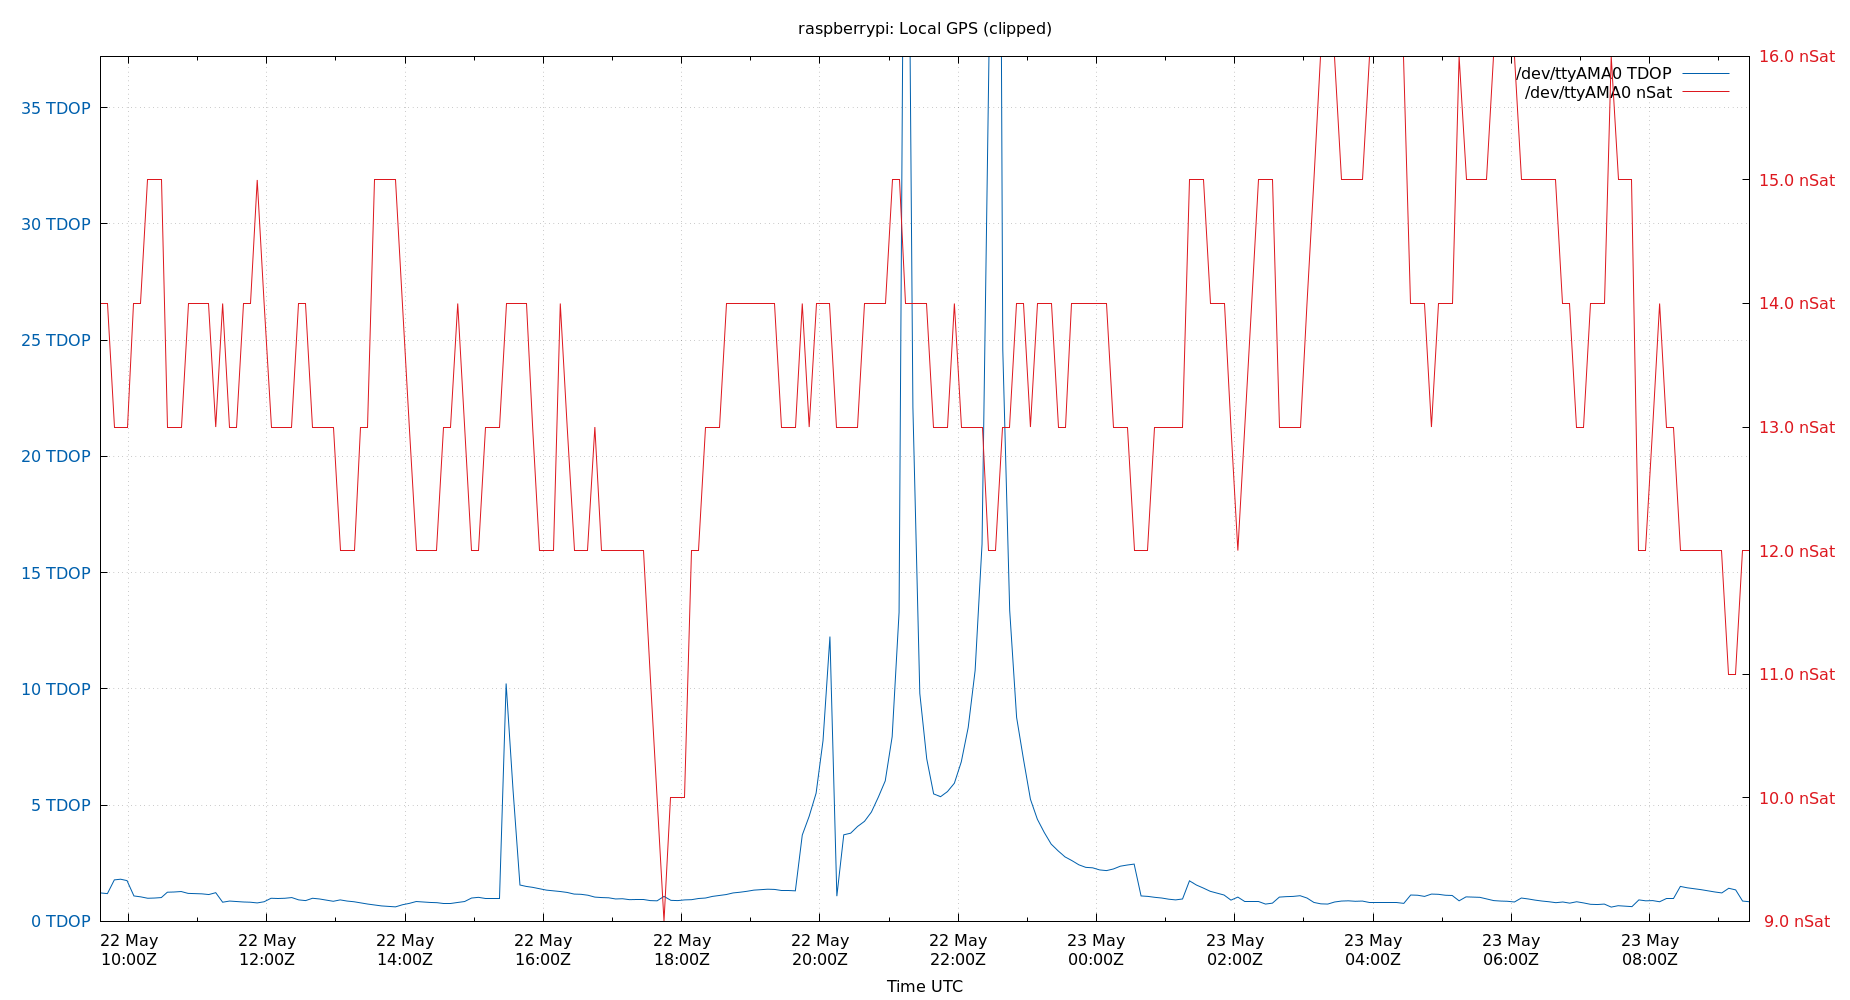 raspberrypi: Local GPS (clipped)
/dev/ttyAMA0 TDOP
/dev/ttyAMA0 nSat
35 TDOP
30 TDOP
25 TDOP
20 TDOP
15 TDOP
10 TDOP
5 TDOP
0 TDOP
16.0 nSat
15.0 nSat
14.0 nSat
13.0 nSat
12.0 nSat
11.0 nSat
10.0 nSat
9.0 nSat
22 May
10:00Z
22 May
12:00Z
22 May
14:00Z
22 May
16:00Z
22 May
18:00Z
22 May
20:00Z
22 May
22:00Z
23 May
00:00Z
23 May
02:00Z
23 May
04:00Z
23 May
06:00Z
23 May
08:00Z
Time UTC